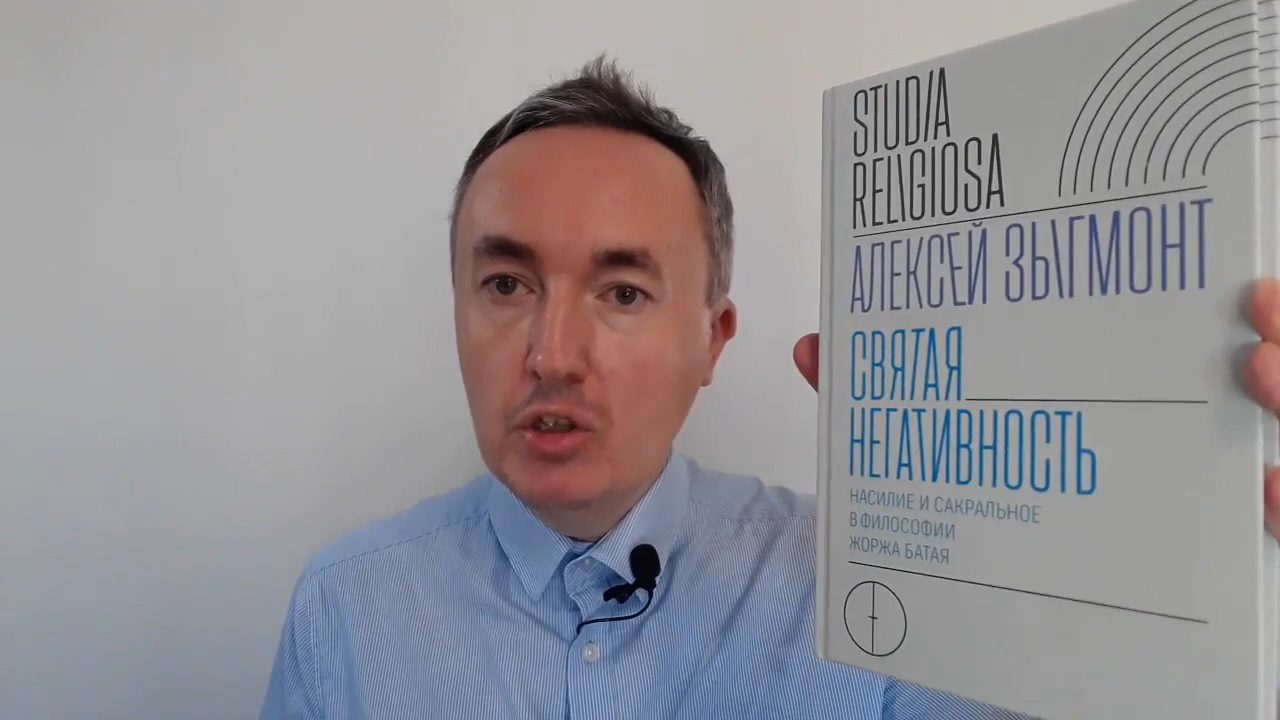 STUDIA
RELIGIOSA
АЛЕКСЕЙ ЗЫГМОНТ
СВЯТАЯ
НЕГАТИВНОСТЬ
НАСИЛИЕ И САКРАЛЬНОЕ
В ФИЛОСОФИИ
ЖОРЖА БАТАЯ